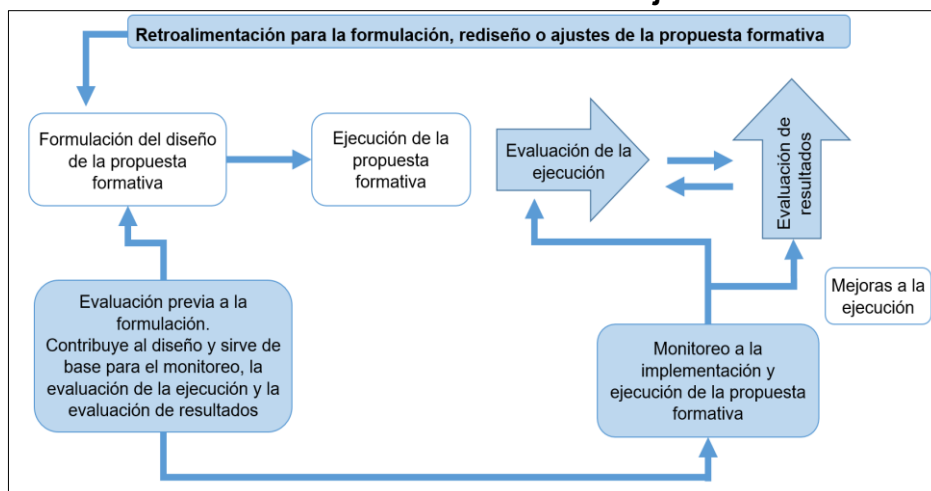 Retroalimentación para la formulación, rediseño o ajustes de la propuesta formativa
Formulación del diseño
de la propuesta
formativa
Ejecución de la
propuesta
formativa
Evaluación de la
ejecución
Evaluación de
resultados
Evaluación previa a la
formulación.
Contribuye al diseño y sirve de
base para el monitoreo, la
evaluación de la ejecución y la
evaluación de resultados
Mejoras a la
ejecución
Monitoreo a la
implementación y
ejecución de la propuesta
formativa